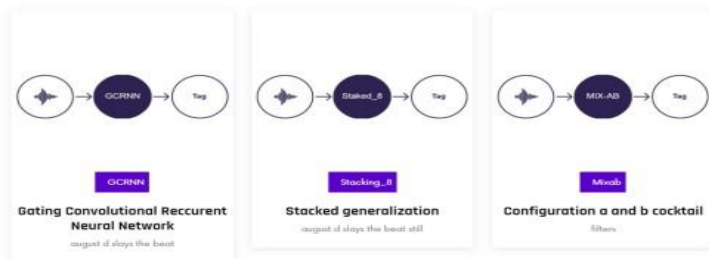 GCRNN
Tag
Staked_8
Tag
MIX-AB
Tag
GCRNN
Stacking_8
Mixab
Gating Convolutional Reccurent
Neural Network
august d slays the beat
Stacked generalization
august d slays the beat still
Configuration a and b cocktail
filters